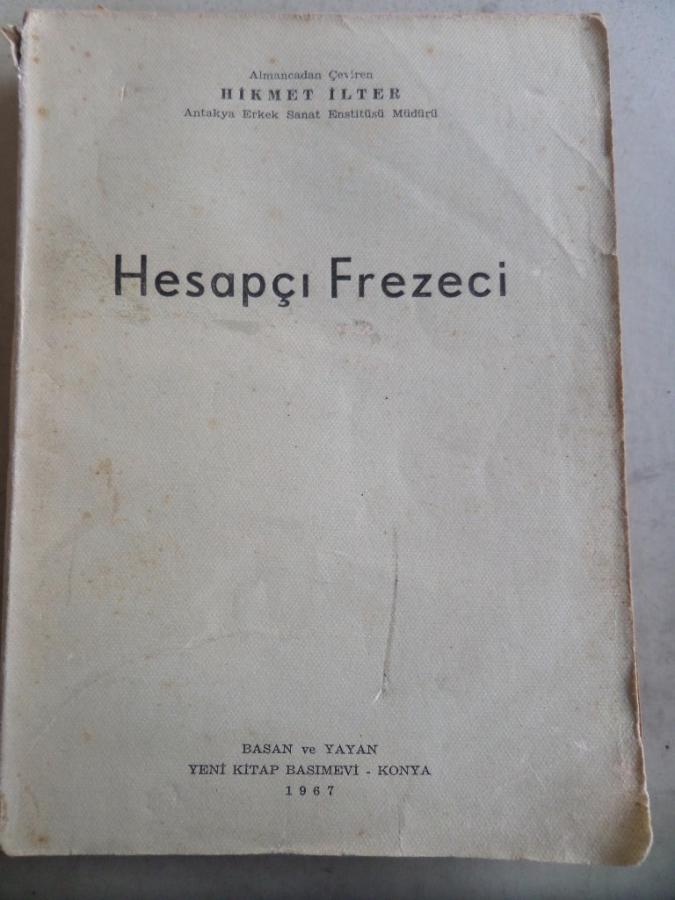 Almancadan Çeviren
HİKMET İLTER
Antakya Erkek Sanat Enstitüsü Müdürü
Hesapçı Frezeci
BASAN ve YAYAN
YENİ KİTAP BASIMEVİ - KONYA
1967